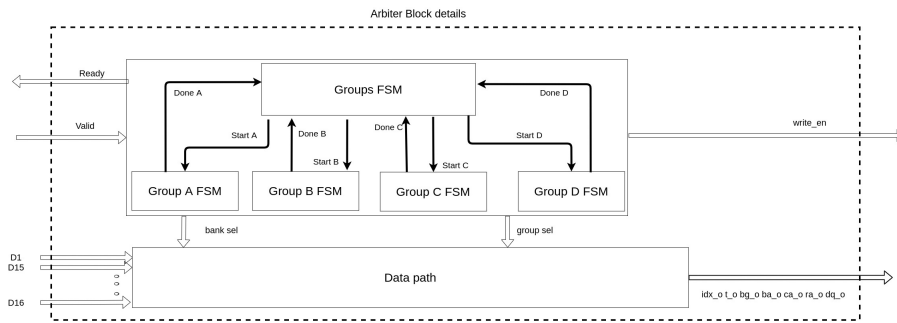 Arbiter Block details
Ready
Valid
Groups FSM
Done A
Done D
Start A
Done B
Done C
Start D
Start B
Start C
Group A FSM
Group B FSM
Group C FSM
Group D FSM
write_en
bank sel
group sel
D1
D15
D16
Data path
idx_o t_o bg_o ba_o ca_o ra_o dq_o